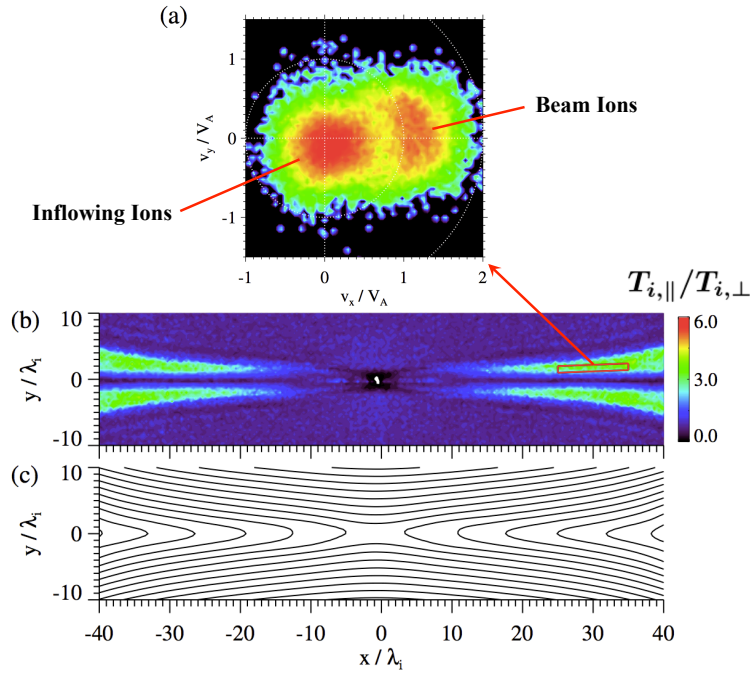 (a)
1
0
-1
v_y / V_A
-1
0
1
2
v_x / V_A
Beam Ions
Inflowing Ions
T_{i,∥}/T_{i,⊥}
(b)
10
0
-10
y / λ_i
6.0
3.0
0.0
(c)
10
0
-10
y / λ_i
-40
-30
-20
-10
0
10
20
30
40
x / λ_i